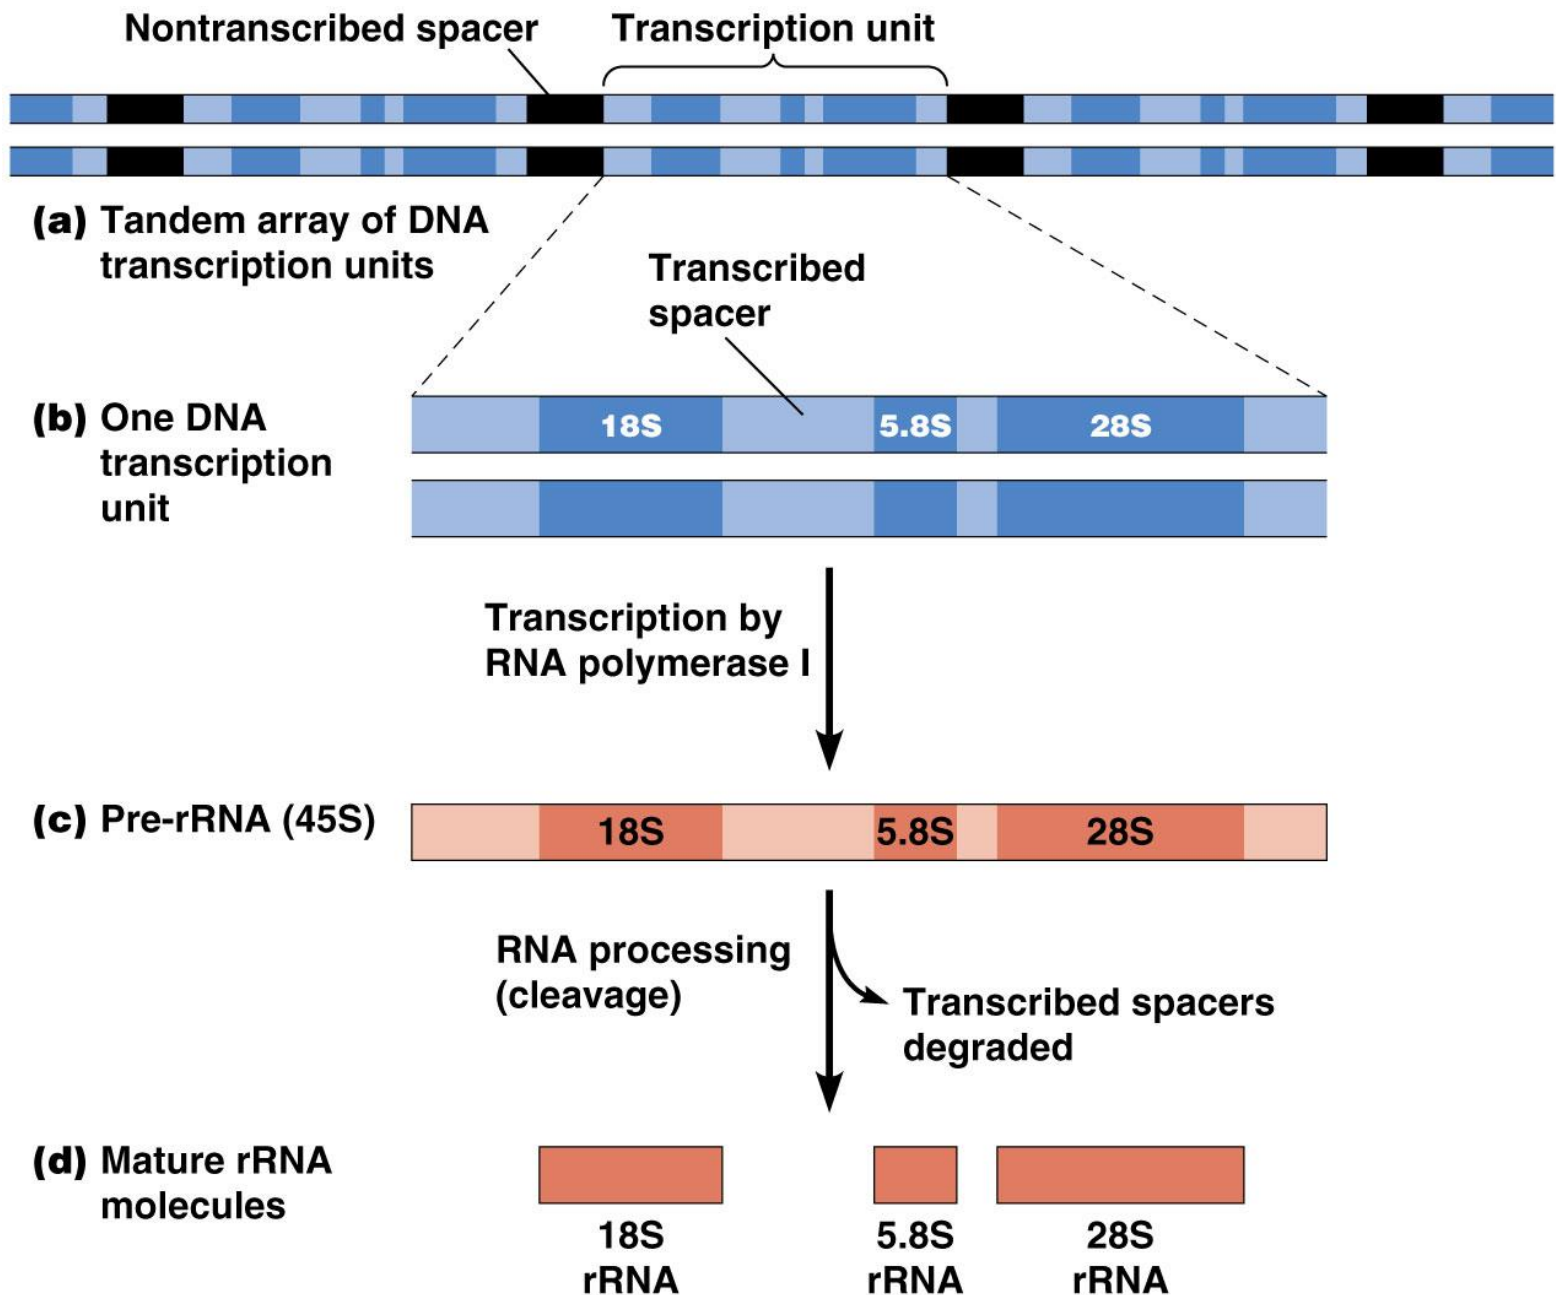 Nontranscribed spacer
Transcription unit
(a) Tandem array of DNA
transcription units
Transcribed
spacer
(b) One DNA
transcription
unit
18S
5.8S
28S
Transcription by
RNA polymerase I
(c) Pre-rRNA (45S)
18S
5.8S
28S
RNA processing
(cleavage)
Transcribed spacers
degraded
(d) Mature rRNA
molecules
18S
rRNA
5.8S
rRNA
28S
rRNA